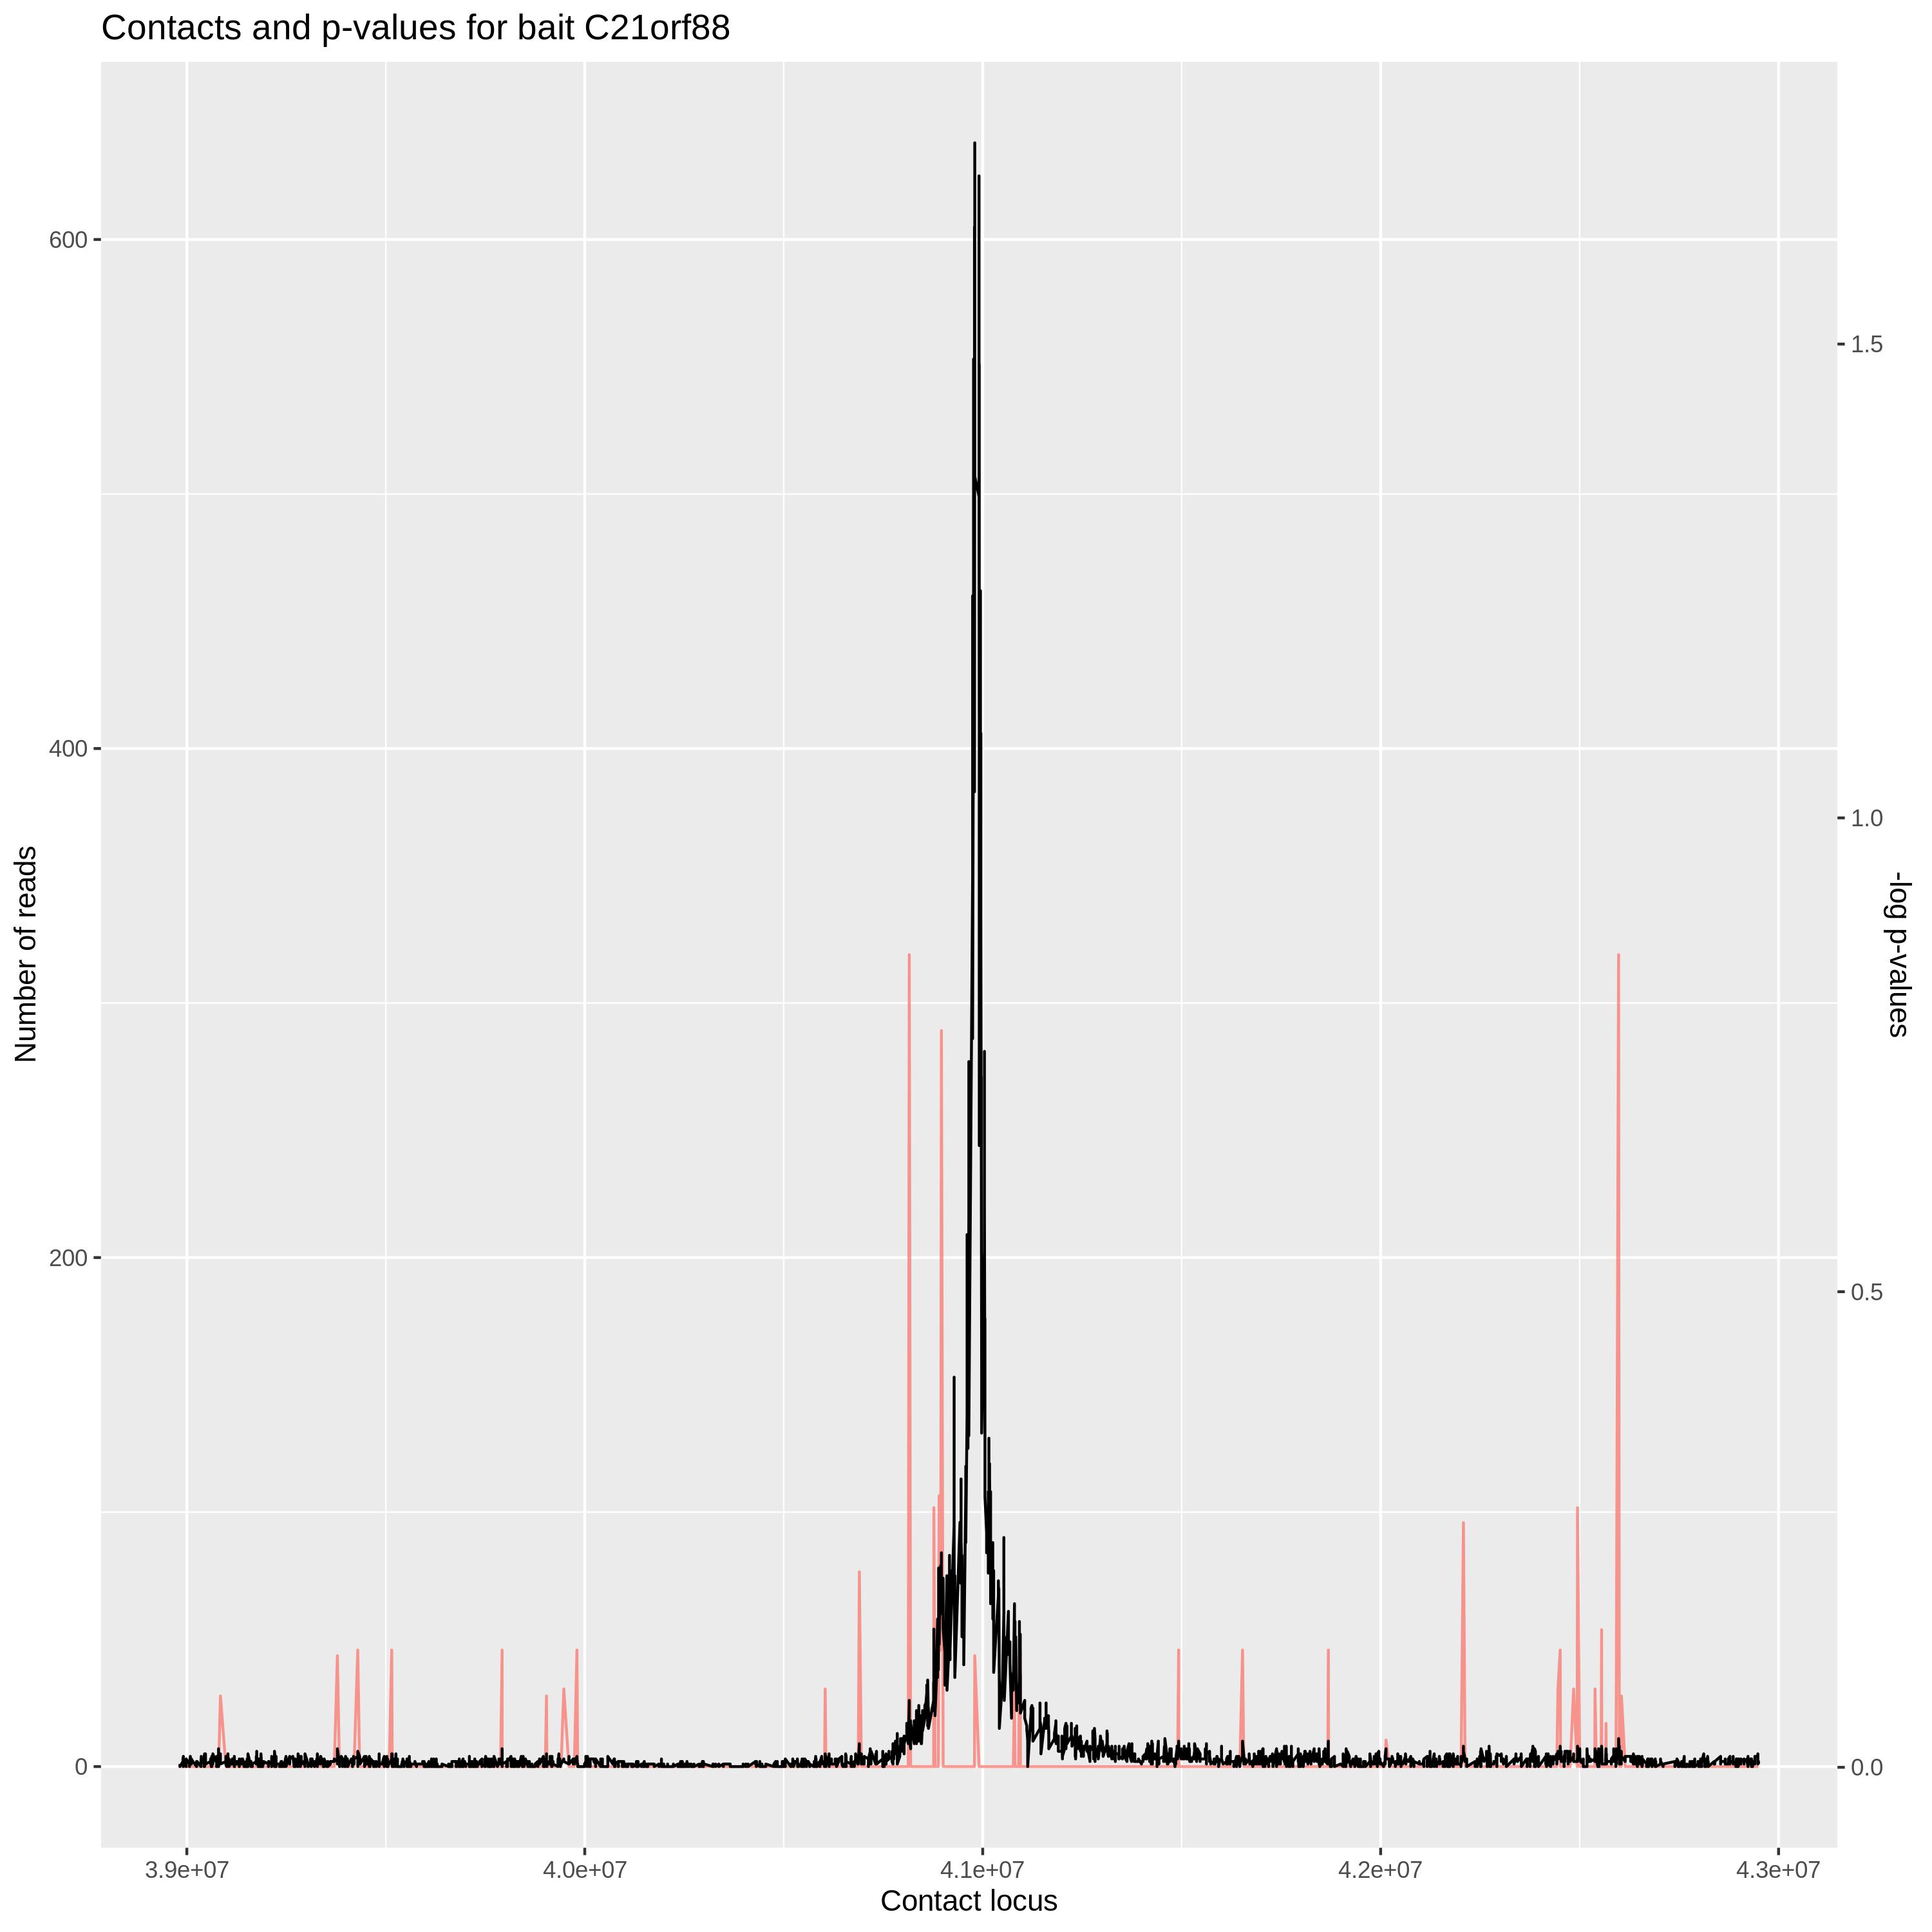 Contacts and p-values for bait C21orf88
Number of reads
600
400
200
0
1.5
1.0
0.5
0.0
-log p-values
3.9e+07 4.0e+07 4.1e+07 4.2e+07 4.3e+07
Contact locus